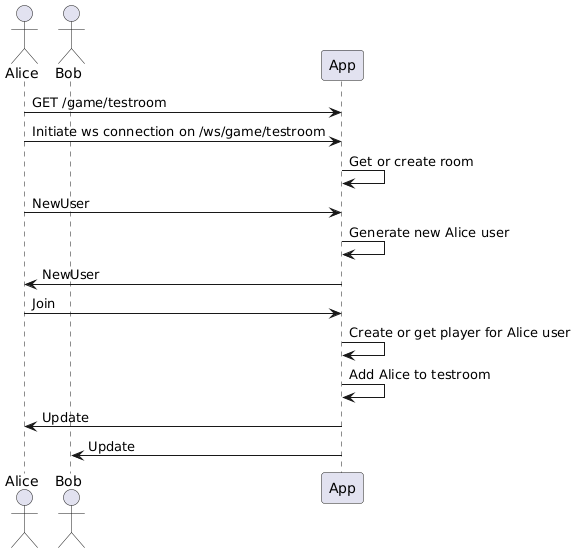 Alice
Bob
App
GET /game/testroom
Initiate ws connection on /ws/game/testroom
Get or create room
NewUser
Generate new Alice user
NewUser
Join
Create or get player for Alice user
Add Alice to testroom
Update
Update
Alice
Bob
App